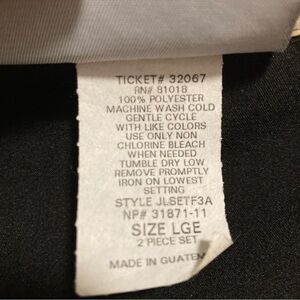 TICKET# 32067
RN# 81018
100% POLYESTER
MACHINE WASH COLD
GENTLE CYCLE
WITH LIKE COLORS
USE ONLY NON
CHLORINE BLEACH
WHEN NEEDED
TUMBLE DRY LOW
REMOVE PROMPTLY
IRON ON LOWEST
SETTING
STYLE JLSETF3A
NP# 31871-11
SIZE LGE
2 PIECE SET
MADE IN GUATEM